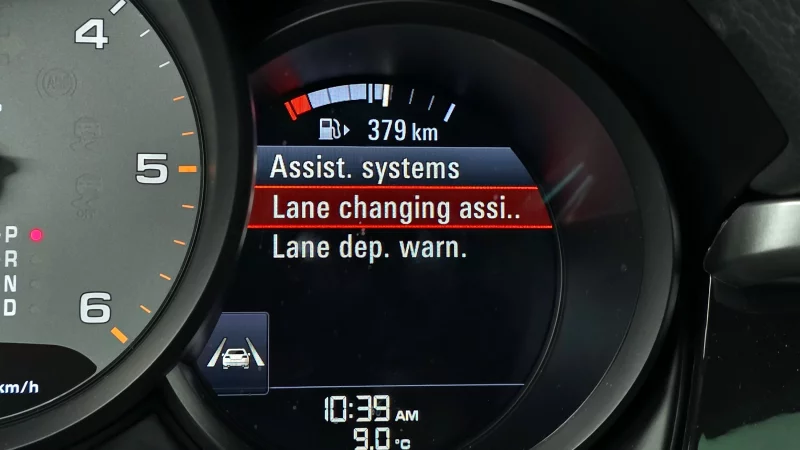 4
5
6
P
R
N
D
km/h
379 km
Assist. systems
Lane changing assi..
Lane dep. warn.
10:39 AM
9.0 °C